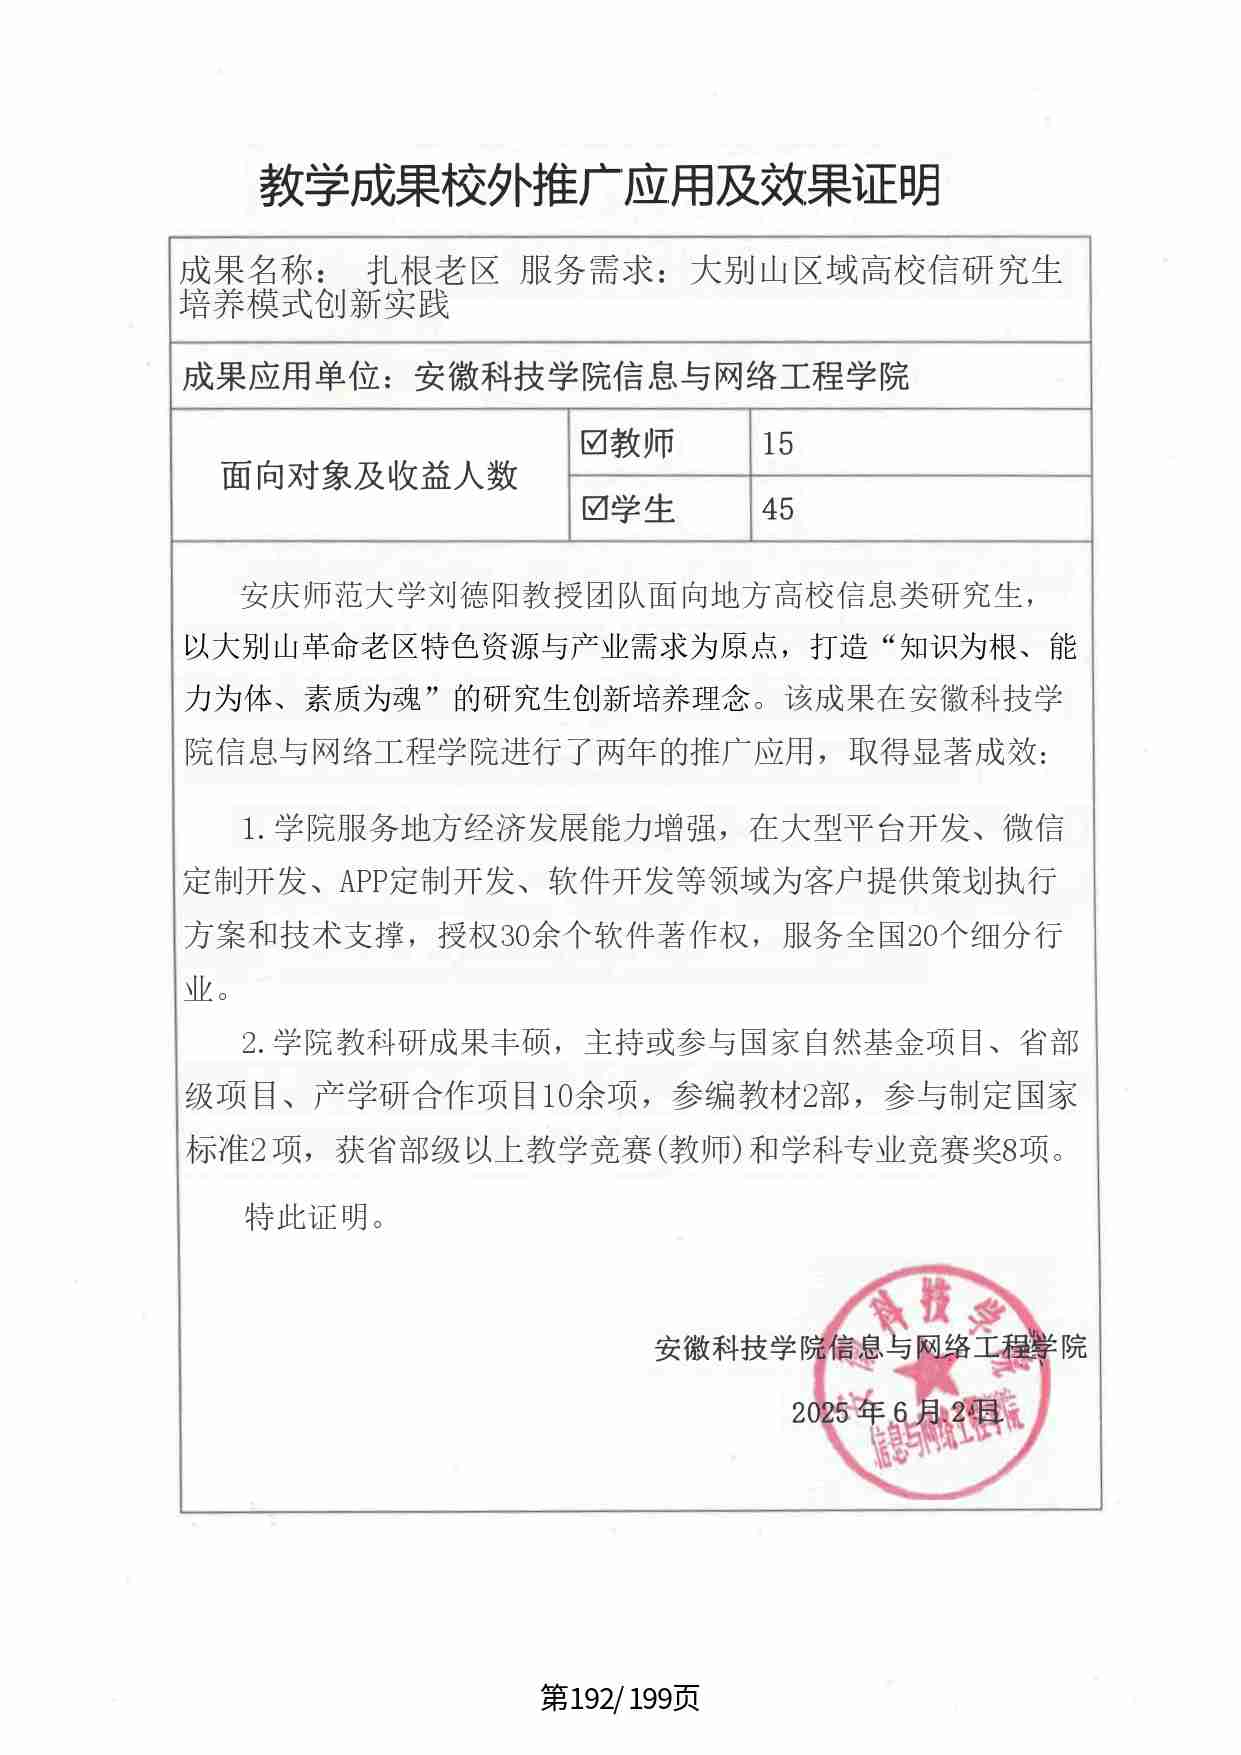 教学成果校外推广应用及效果证明
成果名称： 扎根老区 服务需求：大别山区域高校信研究生
培养模式创新实践
成果应用单位：安徽科技学院信息与网络工程学院
面向对象及收益人数
☑教师
15
☑学生
45
安庆师范大学刘德阳教授团队面向地方高校信息类研究生，
以大别山革命老区特色资源与产业需求为原点，打造“知识为根、能
力为体、素质为魂”的研究生创新培养理念。该成果在安徽科技学
院信息与网络工程学院进行了两年的推广应用，取得显著成效：
1.学院服务地方经济发展能力增强，在大型平台开发、微信
定制开发、APP定制开发、软件开发等领域为客户提供策划执行
方案和技术支撑，授权30余个软件著作权，服务全国20个细分行
业。
2.学院教科研成果丰硕，主持或参与国家自然基金项目、省部
级项目、产学研合作项目10余项，参编教材2部，参与制定国家
标准2项，获省部级以上教学竞赛(教师)和学科专业竞赛奖8项。
特此证明。
安徽科技学院
安徽科技学院信息与网络工程学院
2025年6月2日
信息与网络工程学院
第192/199页